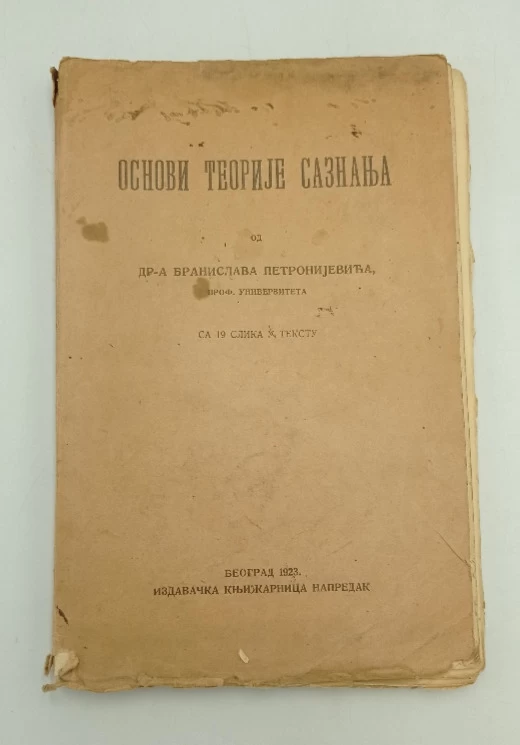 ОСНОВИ ТЕОРИЈЕ САЗНАЊА
ОД
ДР-А БРАНИСЛАВА ПЕТРОНИЈЕВИЋА,
ПРОФ. УНИВЕРЗИТЕТА
СА 19 СЛИКА У ТЕКСТУ
БЕОГРАД 1923.
ИЗДАВАЧКА КЊИЖАРНИЦА НАПРЕДАК